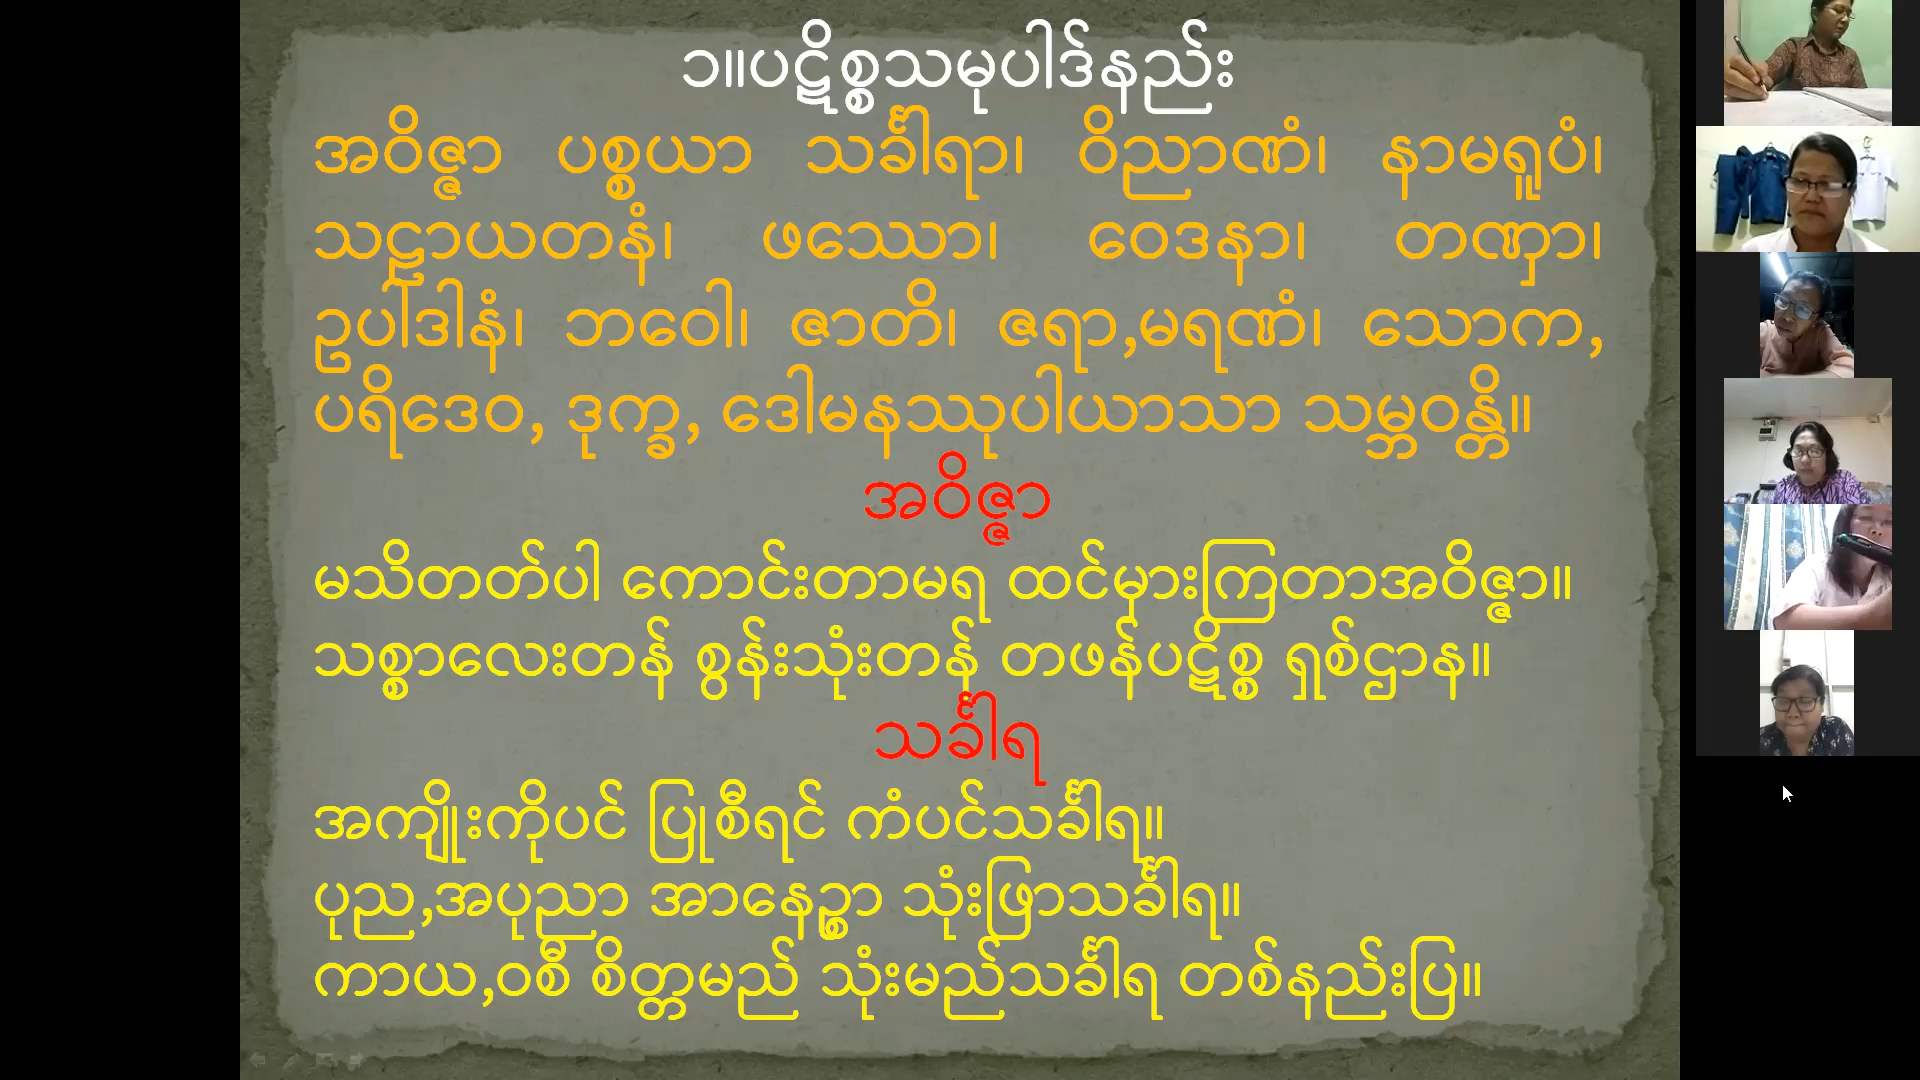 ၁။ပဋိစ္စသမုပါဒ်နည်း
အဝိဇ္ဇာ ပစ္စယာ သင်္ခါရာ၊ ဝိညာဏံ၊ နာမရူပံ၊
သဠာယတနံ၊ ဖဿော၊ ဝေဒနာ၊ တဏှာ၊
ဥပါဒါနံ၊ ဘဝေါ၊ ဇာတိ၊ ဇရာ,မရဏံ၊ သောက,
ပရိဒေဝ, ဒုက္ခ, ဒေါမနဿုပါယာသာ သမ္ဘဝန္တိ။
အဝိဇ္ဇာ
မသိတတ်ပါ ကောင်းတာမရ ထင်မှားကြတာအဝိဇ္ဇာ။
သစ္စာလေးတန် စွန်းသုံးတန် တဖန်ပဋိစ္စ ရှစ်ဌာန။
သင်္ခါရ
အကျိုးကိုပင် ပြုစီရင် ကံပင်သင်္ခါရ။
ပုည,အပုညာ အာနေဉ္စာ သုံးဖြာသင်္ခါရ။
ကာယ,ဝစီ စိတ္တမည် သုံးမည်သင်္ခါရ တစ်နည်းပြ။